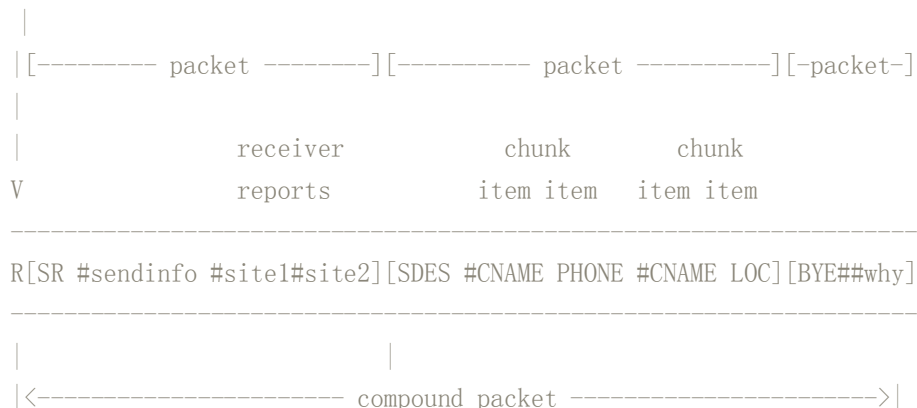 |
|[--------- packet --------][---------- packet ----------][-packet-]
|
|                receiver            chunk        chunk
V                reports           item item   item item
--------------------------------------------------------------------
R[SR #sendinfo #site1#site2][SDES #CNAME PHONE #CNAME LOC][BYE##why]
--------------------------------------------------------------------
|                            |
|<----------------------- compound packet ----------------------->|